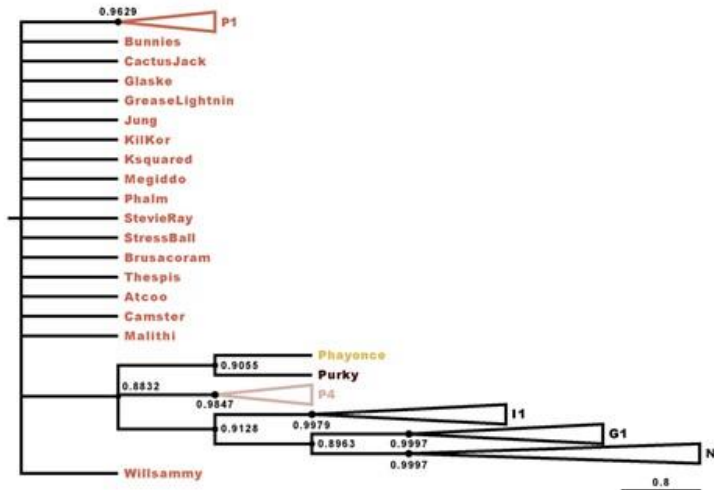 0.9629
P1
Bunnies
CactusJack
Glaske
GreaseLightnin
Jung
KilKor
Ksquared
Megiddo
Phalm
StevieRay
StressBall
Brusacoram
Thespis
Atcoo
Camster
Malithi
Phayonce
0.9055
Purky
0.8832
P4
0.9847
I1
0.9979
0.9128
G1
0.8963
0.9997
N
0.9997
Willsammy
0.8